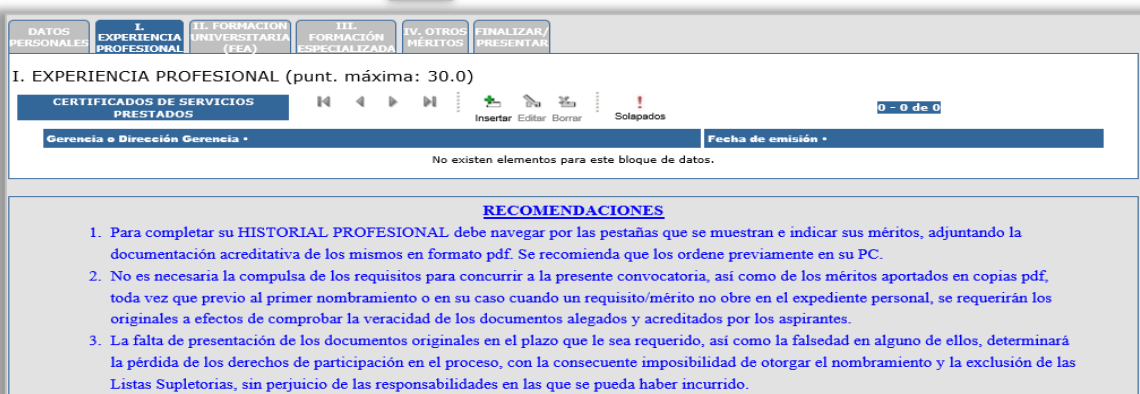 DATOS PERSONALES
I. EXPERIENCIA PROFESIONAL
II. FORMACION UNIVERSITARIA (FEA)
III. FORMACIÓN ESPECIALIZADA
IV. OTROS MÉRITOS
FINALIZAR/ PRESENTAR
I. EXPERIENCIA PROFESIONAL (punt. máxima: 30.0)
CERTIFICADOS DE SERVICIOS
PRESTADOS
Insertar Editar Borrar
Solapados
0 - 0 de 0
Gerencia o Dirección Gerencia •
Fecha de emisión •
No existen elementos para este bloque de datos.
RECOMENDACIONES
1. Para completar su HISTORIAL PROFESIONAL debe navegar por las pestañas que se muestran e indicar sus méritos, adjuntando la
documentación acreditativa de los mismos en formato pdf. Se recomienda que los ordene previamente en su PC.
2. No es necesaria la compulsa de los requisitos para concurrir a la presente convocatoria, así como de los méritos aportados en copias pdf,
toda vez que previo al primer nombramiento o en su caso cuando un requisito/mérito no obre en el expediente personal, se requerirán los
originales a efectos de comprobar la veracidad de los documentos alegados y acreditados por los aspirantes.
3. La falta de presentación de los documentos originales en el plazo que le sea requerido, así como la falsedad en alguno de ellos, determinará
la pérdida de los derechos de participación en el proceso, con la consecuente imposibilidad de otorgar el nombramiento y la exclusión de las
Listas Supletorias, sin perjuicio de las responsabilidades en las que se pueda haber incurrido.